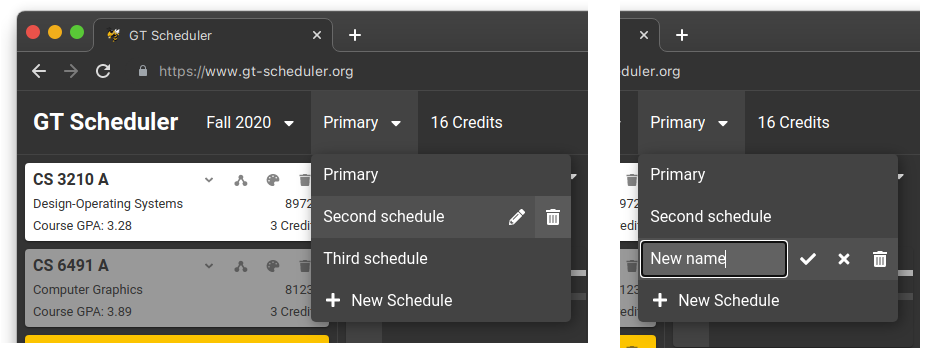 GT Scheduler
https://www.gt-scheduler.org
GT Scheduler
Fall 2020
Primary
16 Credits
CS 3210 A
Design-Operating Systems
8972
Course GPA: 3.28
3 Credi
CS 6491 A
Computer Graphics
8123
Course GPA: 3.89
3 Credi
Primary
Second schedule
Third schedule
New Schedule
duler.org
Primary
16 Credits
Primary
Second schedule
New name
New Schedule